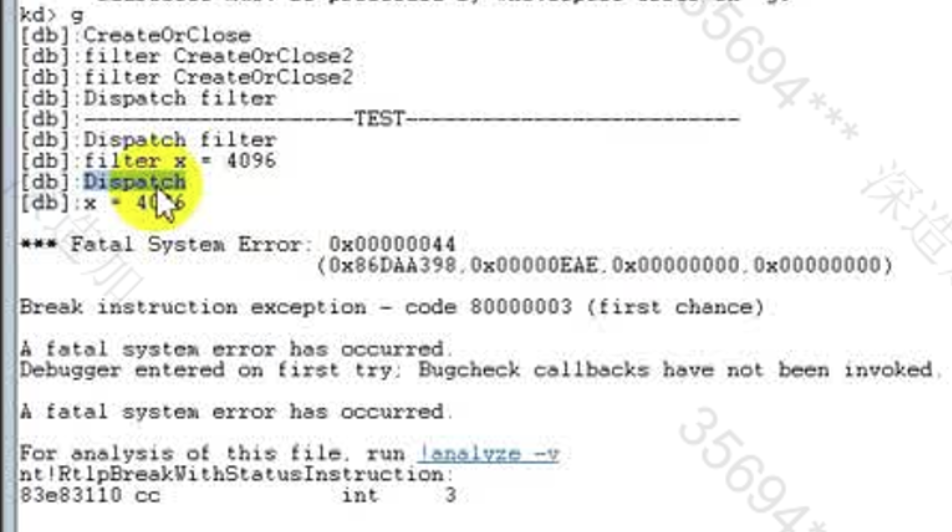 kd> g
[db]:CreateOrClose
[db]:filter CreateOrClose2
[db]:filter CreateOrClose2
[db]:Dispatch filter
[db]:--------------------------TEST--------------------------------
[db]:Dispatch filter
[db]:filter x = 4096
[db]:Dispatch
[db]:x = 4096
*** Fatal System Error: 0x00000044
(0x86DAA398,0x00000EAE,0x00000000,0x00000000)
Break instruction exception - code 80000003 (first chance)
A fatal system error has occurred.
Debugger entered on first try; Bugcheck callbacks have not been invoked.
A fatal system error has occurred.
For analysis of this file, run !analyze -v
nt!RtlpBreakWithStatusInstruction:
83e83110 cc int 3
35694***
深造
造加
35694**